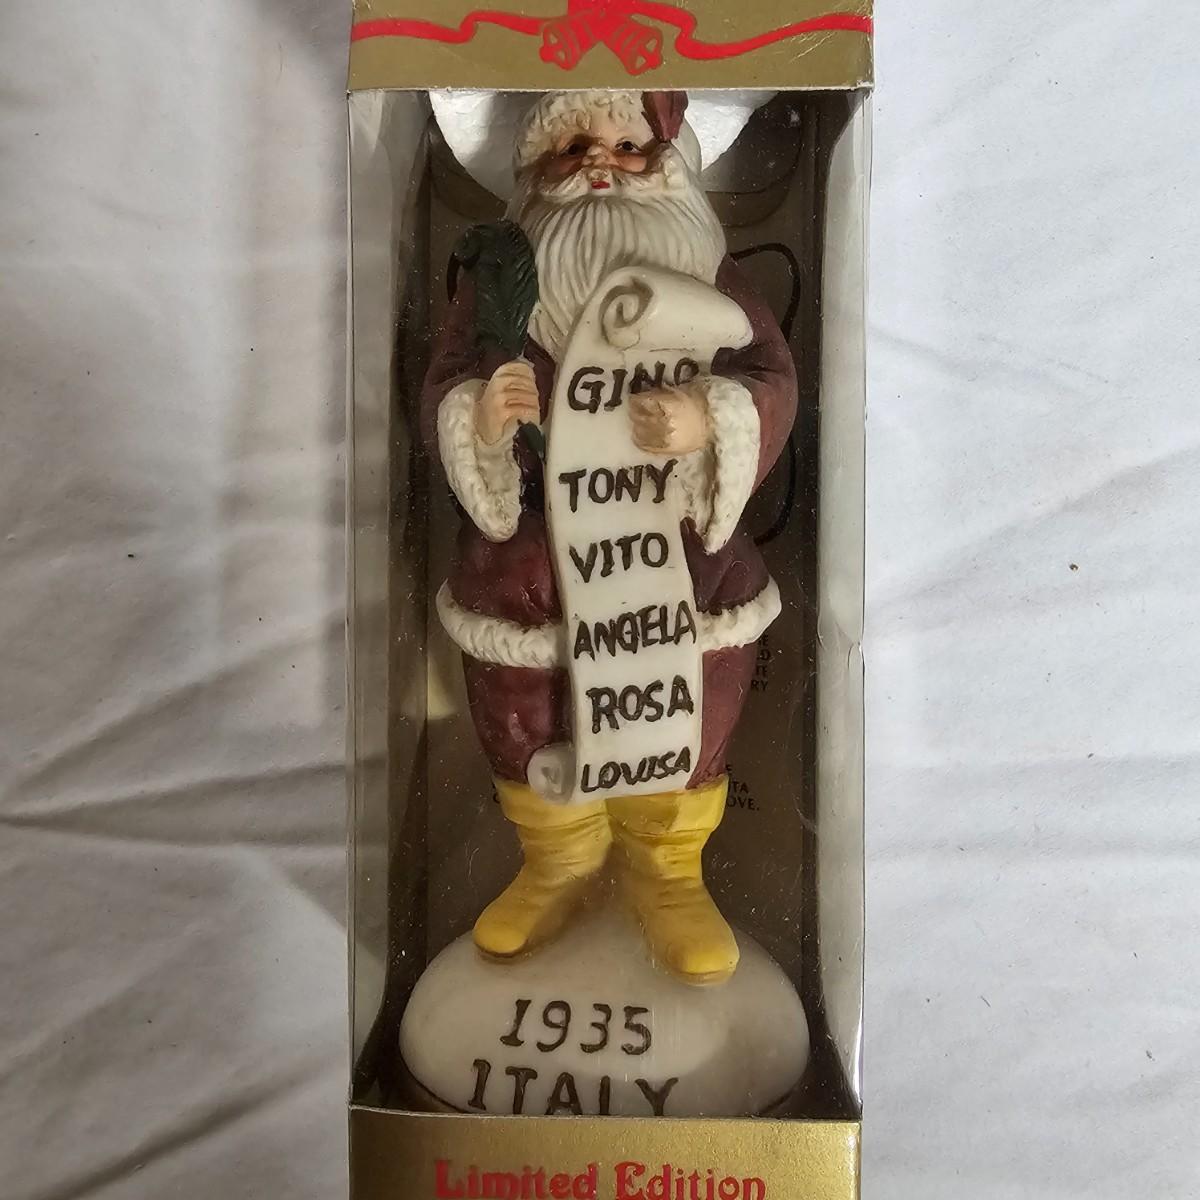 GINO
TONY
VITO
ANGELA
ROSA
LOUISA
1935
ITALY
Limited Edition